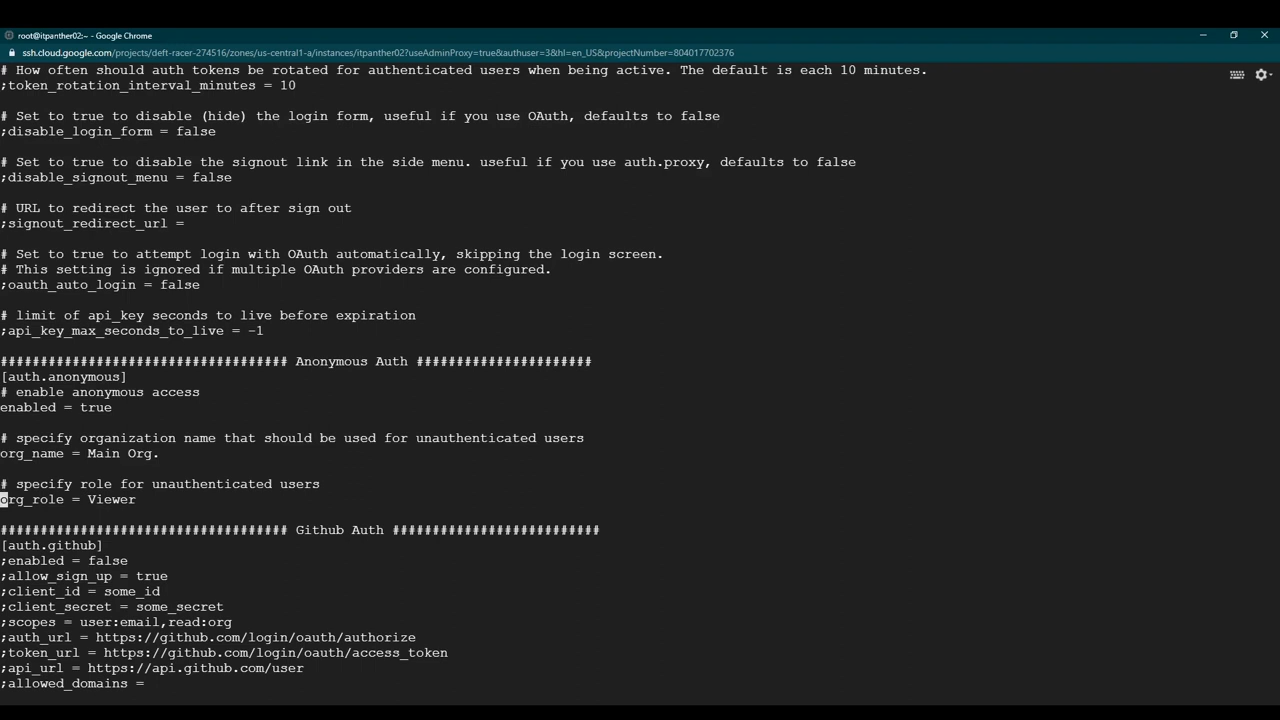 root@itpanther02:~ - Google Chrome
ssh.cloud.google.com/projects/deft-racer-274516/zones/us-central1-a/instances/itpanther02?useAdminProxy=true&authuser=3&hl=en_US&projectNumber=804017702376
# How often should auth tokens be rotated for authenticated users when being active. The default is each 10 minutes.
;token_rotation_interval_minutes = 10
# Set to true to disable (hide) the login form, useful if you use OAuth, defaults to false
;disable_login_form = false
# Set to true to disable the signout link in the side menu. useful if you use auth.proxy, defaults to false
;disable_signout_menu = false
# URL to redirect the user to after sign out
;signout_redirect_url =
# Set to true to attempt login with OAuth automatically, skipping the login screen.
# This setting is ignored if multiple OAuth providers are configured.
;oauth_auto_login = false
# limit of api_key seconds to live before expiration
;api_key_max_seconds_to_live = -1
#################################### Anonymous Auth ######################
[auth.anonymous]
# enable anonymous access
enabled = true
# specify organization name that should be used for unauthenticated users
org_name = Main Org.
# specify role for unauthenticated users
org_role = Viewer
#################################### Github Auth ##########################
[auth.github]
;enabled = false
;allow_sign_up = true
;client_id = some_id
;client_secret = some_secret
;scopes = user:email,read:org
;auth_url = https://github.com/login/oauth/authorize
;token_url = https://github.com/login/oauth/access_token
;api_url = https://api.github.com/user
;allowed_domains =